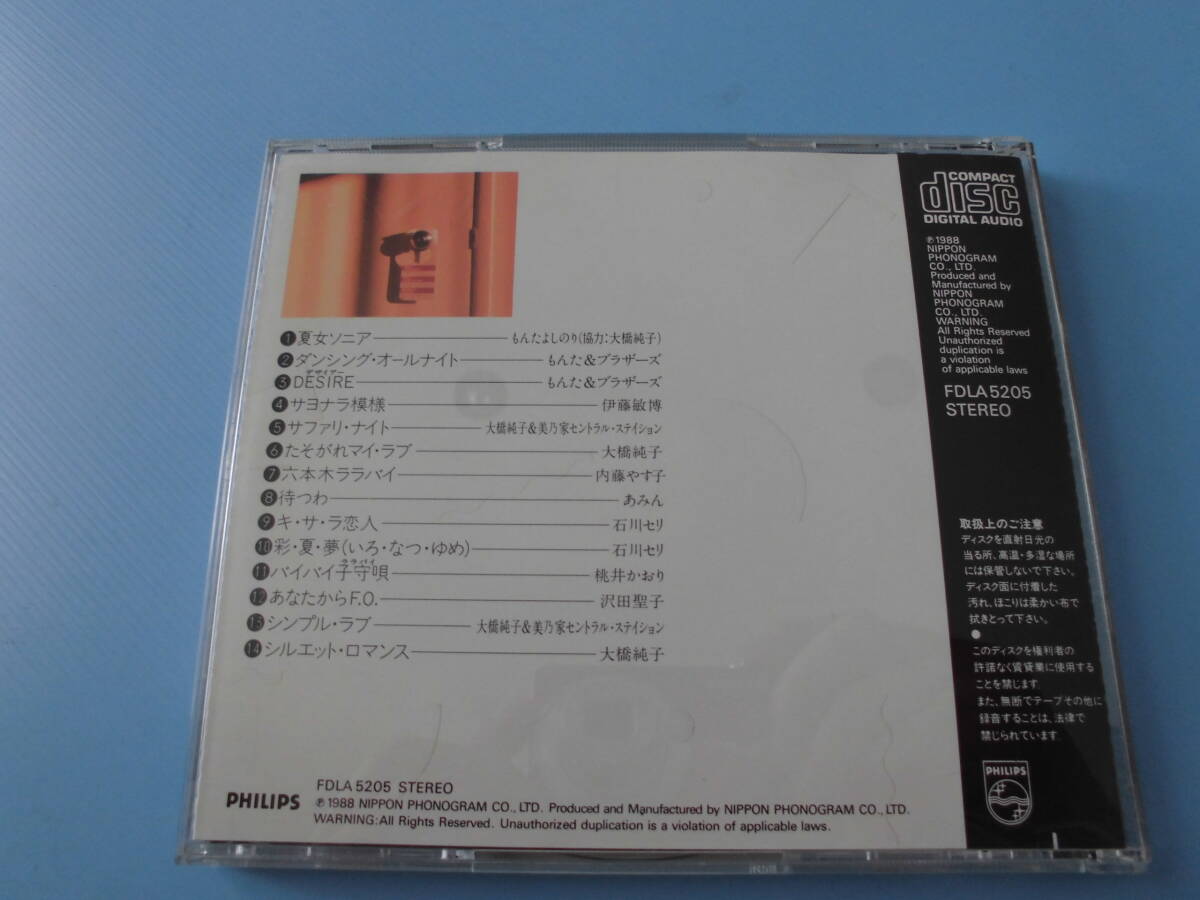 ❶夏女ソニア もんたよしのり(協力:大橋純子)
❷ダンシング・オールナイト もんた&ブラザーズ
デザイアー
❸DESIRE もんた&ブラザーズ
❹サヨナラ模様 伊藤敏博
❺サファリ・ナイト 大橋純子&美乃家セントラル・ステイション
❻たそがれマイ・ラブ 大橋純子
❼六本木ララバイ 内藤やす子
❽待つわ あみん
❾キ・サ・ラ恋人 石川セリ
❿彩・夏・夢(いろ・なつ・ゆめ) 石川セリ
ララバイ
⓫バイバイ子守唄 桃井かおり
⓬あなたからF.O. 沢田聖子
⓭シンプル・ラブ 大橋純子&美乃家セントラル・ステイション
⓮シルエット・ロマンス 大橋純子
PHILIPS
FDLA 5205 STEREO
℗1988 NIPPON PHONOGRAM CO., LTD. Produced and Manufactured by NIPPON PHONOGRAM CO., LTD.
WARNING:All Rights Reserved. Unauthorized duplication is a violation of applicable laws.
COMPACT
disc
DIGITAL AUDIO
℗1988
NIPPON
PHONOGRAM
CO., LTD.
Produced and
Manufactured by
NIPPON
PHONOGRAM
CO., LTD.
WARNING
All Rights Reserved
Unauthorized
duplication is
a violation
of applicable laws
FDLA 5205
STEREO
取扱上のご注意
ディスクを直射日光の
当る所、高温・多湿な場所
には保管しないで下さい。
ディスク面に付着した
汚れ、ほこりは柔かい布で
拭きとって下さい。
●
このディスクを権利者の
許諾なく賃貸業に使用する
ことを禁じます.
また、無断でテープその他に
録音することは、法律で
禁じられています.
PHILIPS